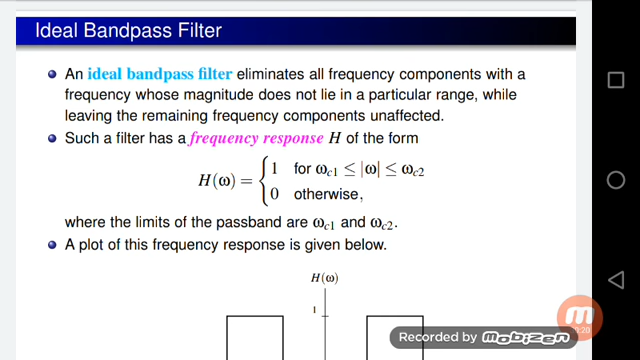 Ideal Bandpass Filter
An ideal bandpass filter eliminates all frequency components with a
frequency whose magnitude does not lie in a particular range, while
leaving the remaining frequency components unaffected.
Such a filter has a frequency response H of the form
H(ω) = { 1 for ωc1 ≤ |ω| ≤ ωc2
0 otherwise,
where the limits of the passband are ωc1 and ωc2.
A plot of this frequency response is given below.
H(ω)
1
Recorded by mobizen